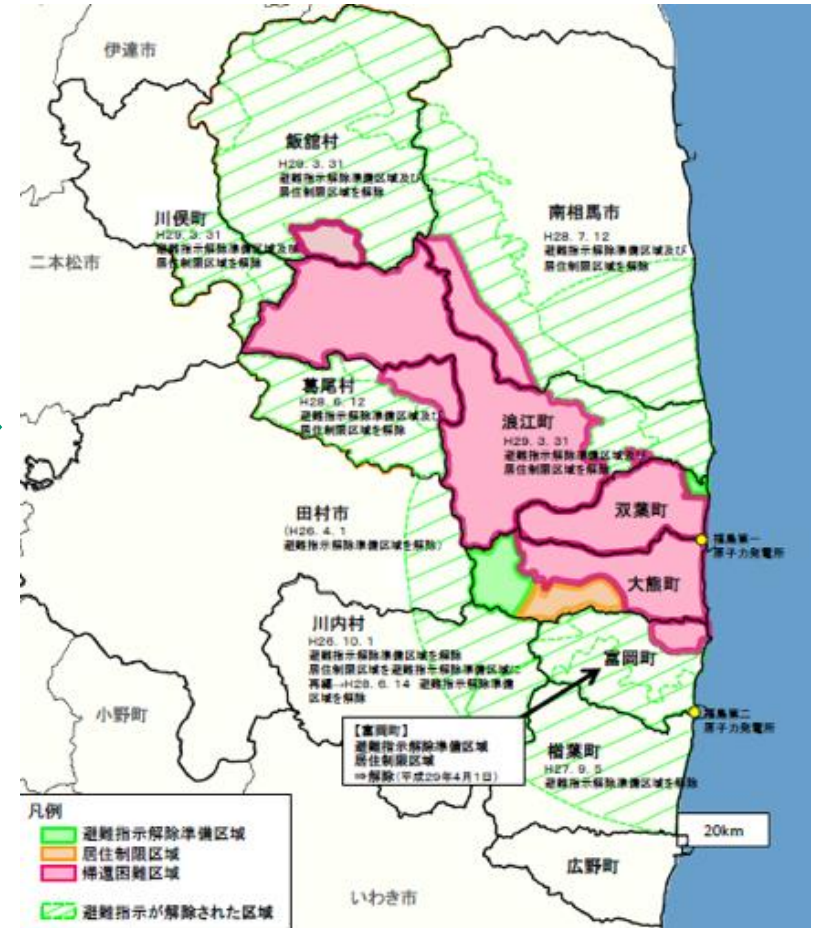 伊達市
飯舘村
H29.3.31
避難指示解除準備区域及び
居住制限区域を解除
川俣町
H29.3.31
避難指示解除準備区域及び
居住制限区域を解除
二本松市
南相馬市
H28.7.12
避難指示解除準備区域及び
居住制限区域を解除
葛尾村
H28.6.12
避難指示解除準備区域及び
居住制限区域を解除
浪江町
H29.3.31
避難指示解除準備区域及び
居住制限区域を解除
双葉町
福島第一
原子力発電所
田村市
(H26.4.1
避難指示解除準備区域を解除)
大熊町
川内村
H26.10.1
避難指示解除準備区域を解除
居住制限区域を避難指示解除準備区域に
再編→H28.6.14 避難指示解除準備
区域を解除
富岡町
小野町
福島第二
原子力発電所
【富岡町】
避難指示解除準備区域
居住制限区域
⇒解除(平成29年4月1日)
楢葉町
H27.9.5
避難指示解除準備区域を解除
凡例
避難指示解除準備区域
居住制限区域
帰還困難区域
避難指示が解除された区域
20km
広野町
いわき市